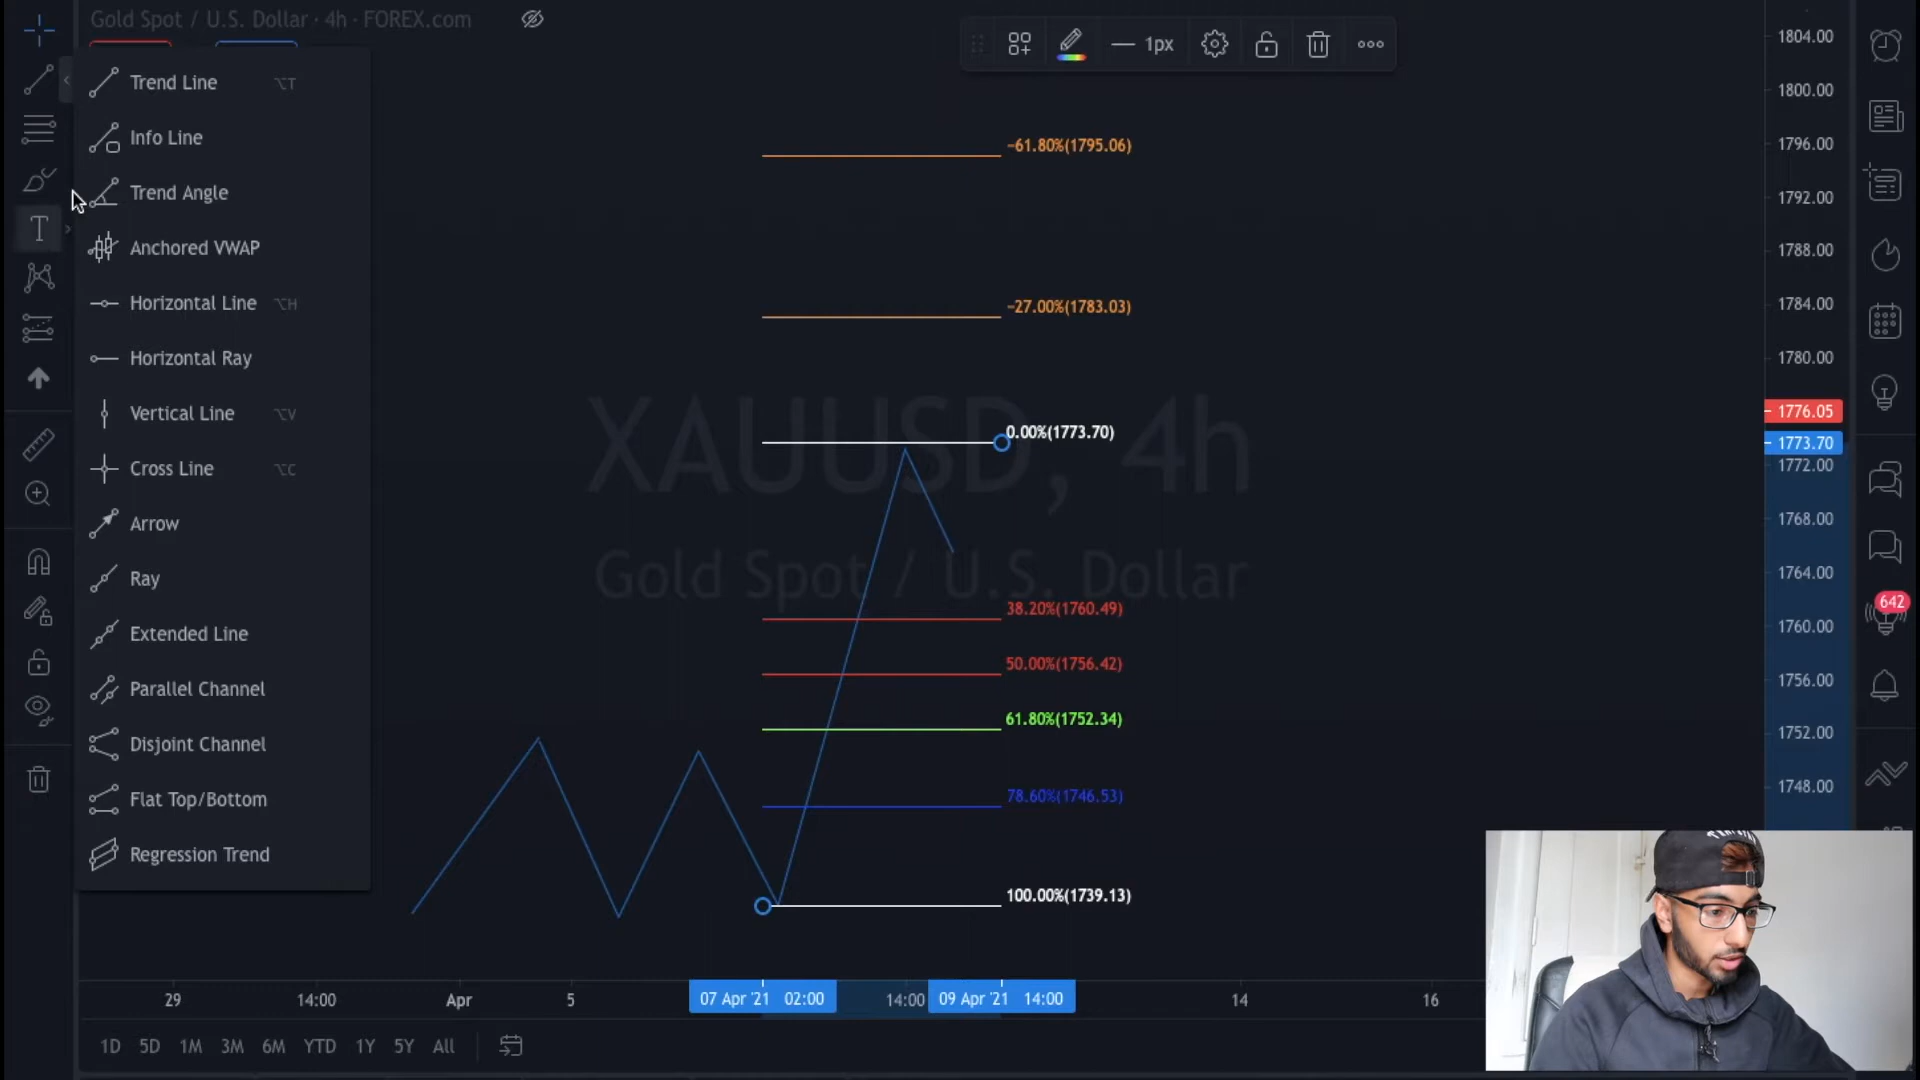 Gold Spot / U.S. Dollar · 4h · FOREX.com
1px
Trend Line ⌥T
Info Line
Trend Angle
Anchored VWAP
Horizontal Line ⌥H
Horizontal Ray
Vertical Line ⌥V
Cross Line ⌥C
Arrow
Ray
Extended Line
Parallel Channel
Disjoint Channel
Flat Top/Bottom
Regression Trend
T
-61.80%(1795.06)
-27.00%(1783.03)
0.00%(1773.70)
XAUUSD, 4h
Gold Spot / U.S. Dollar
38.20%(1760.49)
50.00%(1756.42)
61.80%(1752.34)
78.60%(1746.53)
100.00%(1739.13)
1804.00
1800.00
1796.00
1792.00
1788.00
1784.00
1780.00
1776.05
1773.70
1772.00
1768.00
1764.00
1760.00
1756.00
1752.00
1748.00
642
29 14:00 Apr 5 07 Apr '21 02:00 14:00 09 Apr '21 14:00 14 16
1D 5D 1M 3M 6M YTD 1Y 5Y All